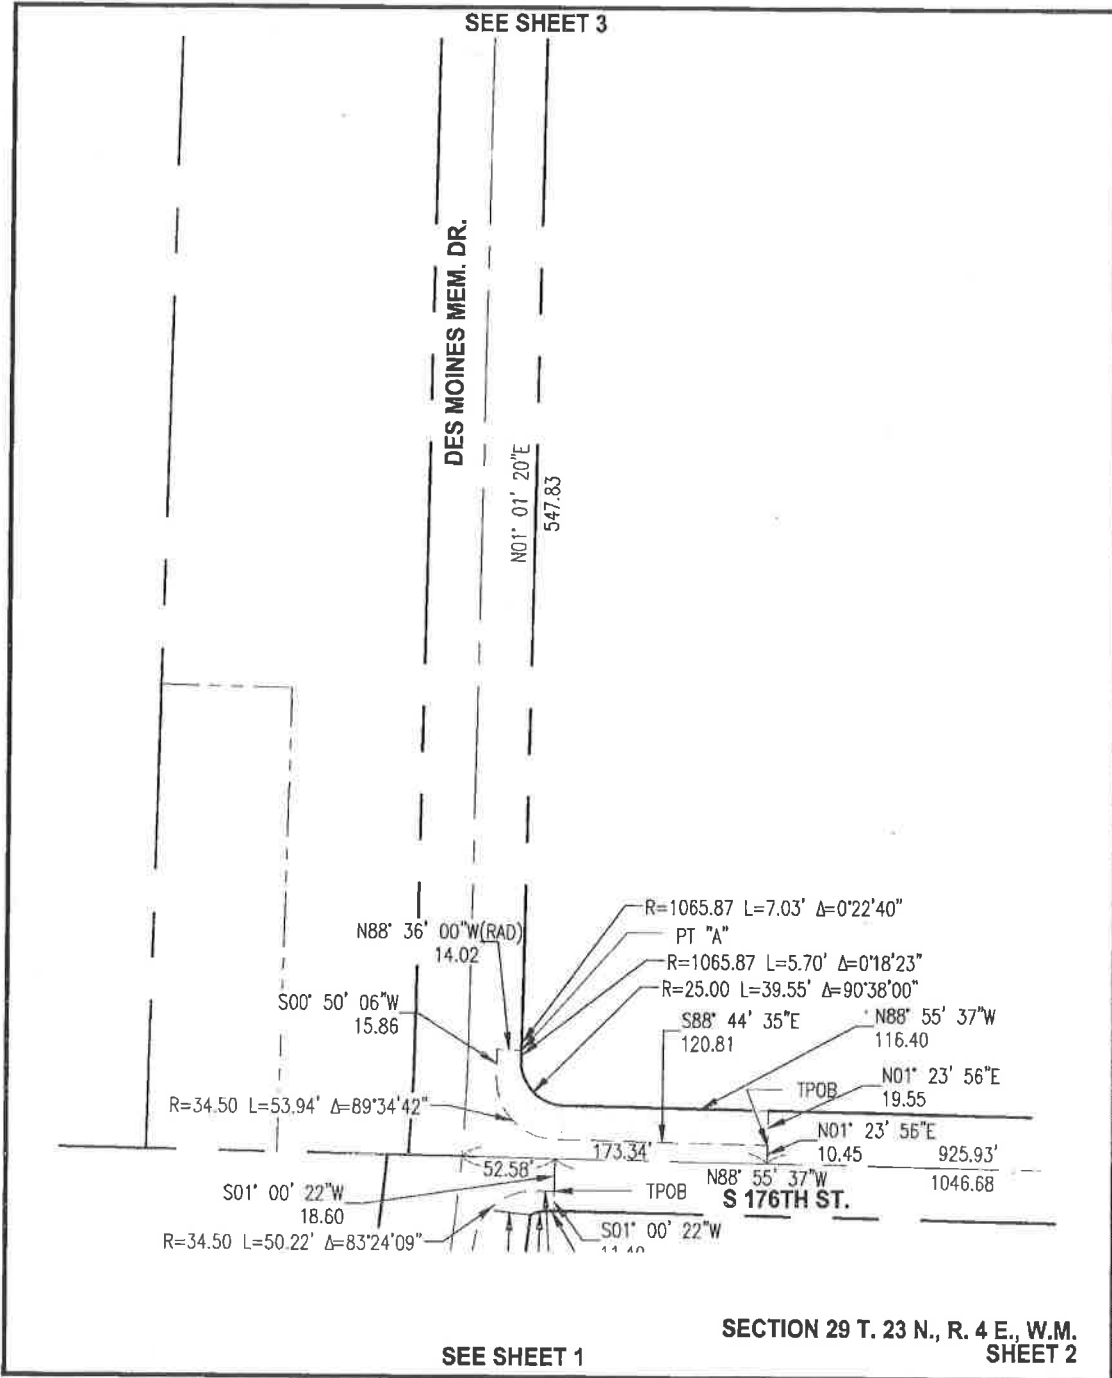 SEE SHEET 3
DES MOINES MEM. DR.
N01° 01' 20"E
547.83
R=1065.87 L=7.03' Δ=0°22'40"
PT "A"
R=1065.87 L=5.70' Δ=0°18'23"
R=25.00 L=39.55' Δ=90°38'00"
N88° 36' 00"W(RAD)
14.02
S00° 50' 06"W
15.86
S88° 44' 35"E
120.81
N88° 55' 37"W
116.40
TPOB
N01° 23' 56"E
19.55
R=34.50 L=53.94' Δ=89°34'42"
N01° 23' 56"E
10.45
925.93'
173.34'
52.58'
N88° 55' 37"W
1046.68
S01° 00' 22"W
18.60
TPOB
S 176TH ST.
R=34.50 L=50.22' Δ=83°24'09"
S01° 00' 22"W
SECTION 29 T. 23 N., R. 4 E., W.M.
SHEET 2
SEE SHEET 1